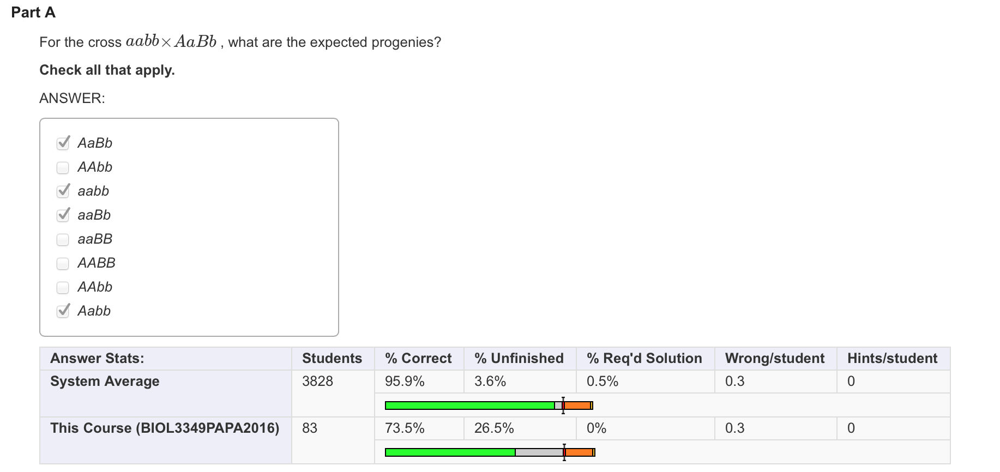 Part A
For the cross aabb×AaBb , what are the expected progenies?
Check all that apply.
ANSWER:
AaBb
AAbb
aabb
aaBb
aaBB
AABB
AAbb
Aabb
Answer Stats: Students % Correct % Unfinished % Req'd Solution Wrong/student Hints/student
System Average 3828 95.9% 3.6% 0.5% 0.3 0
This Course (BIOL3349PAPA2016) 83 73.5% 26.5% 0% 0.3 0